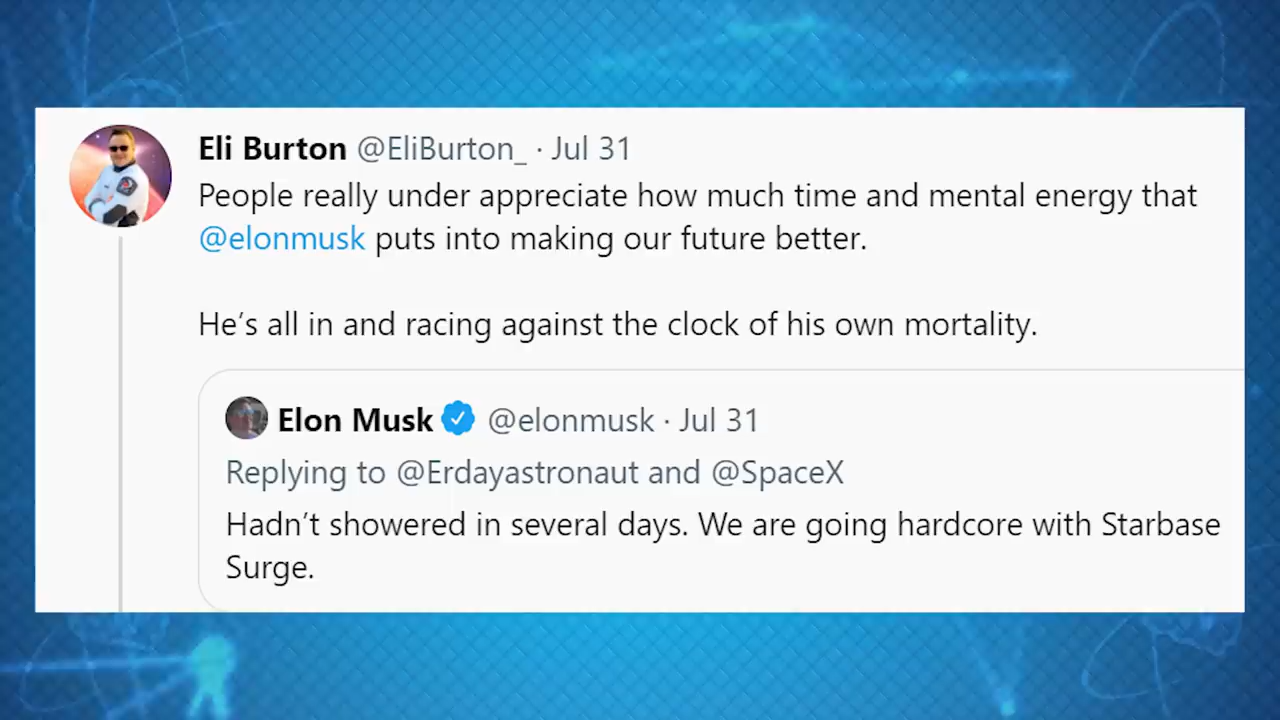 Eli Burton @EliBurton_ · Jul 31
People really under appreciate how much time and mental energy that
@elonmusk puts into making our future better.
He’s all in and racing against the clock of his own mortality.
Elon Musk @elonmusk · Jul 31
Replying to @Erdayastronaut and @SpaceX
Hadn’t showered in several days. We are going hardcore with Starbase
Surge.